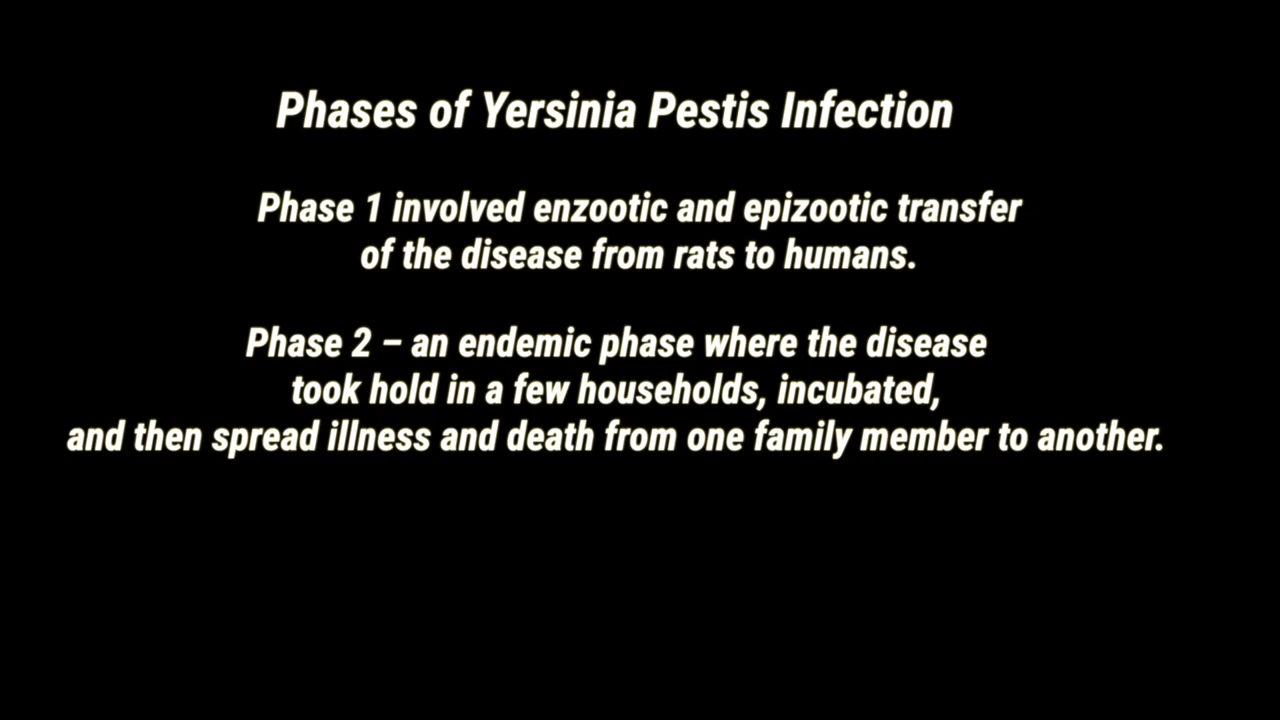 Phases of Yersinia Pestis Infection
Phase 1 involved enzootic and epizootic transfer
of the disease from rats to humans.
Phase 2 – an endemic phase where the disease
took hold in a few households, incubated,
and then spread illness and death from one family member to another.